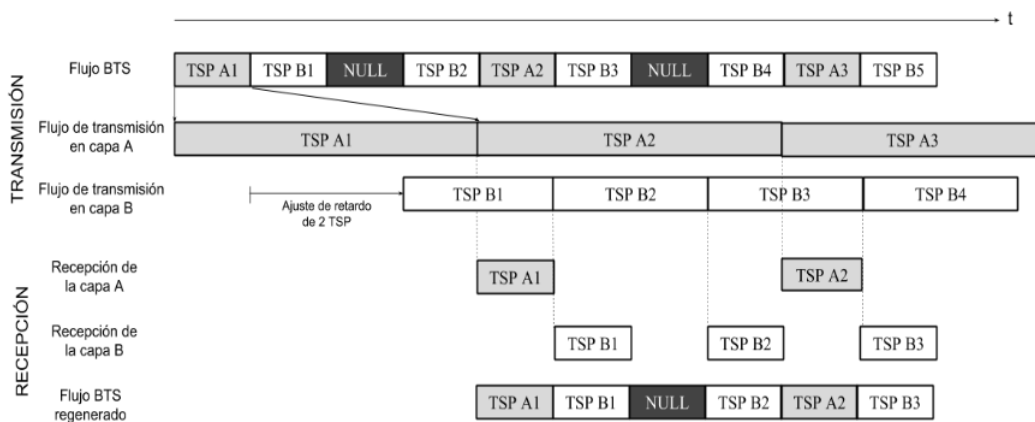 t
Flujo BTS
TSP A1 TSP B1 NULL TSP B2 TSP A2 TSP B3 NULL TSP B4 TSP A3 TSP B5
TRANSMISIÓN
Flujo de transmisión
en capa A
TSP A1 TSP A2 TSP A3
Flujo de transmisión
en capa B
Ajuste de retardo
de 2 TSP
TSP B1 TSP B2 TSP B3 TSP B4
RECEPCIÓN
Recepción de
la capa A
TSP A1 TSP A2
Recepción de
la capa B
TSP B1 TSP B2 TSP B3
Flujo BTS
regenerado
TSP A1 TSP B1 NULL TSP B2 TSP A2 TSP B3